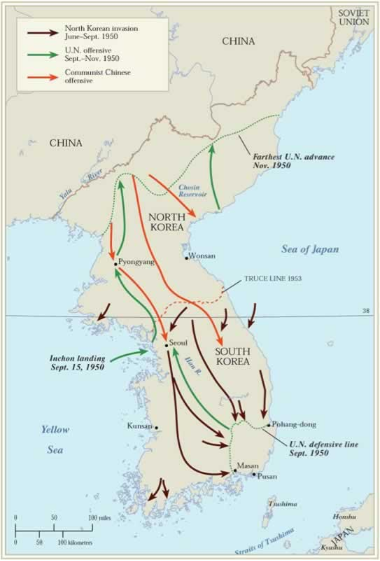 North Korean invasion
June–Sept. 1950
U.N. offensive
Sept.–Nov. 1950
Communist Chinese
offensive
SOVIET
UNION
CHINA
CHINA
Farthest U.N. advance
Nov. 1950
Yalu River
Chosin
Reservoir
NORTH
KOREA
Sea of Japan
Pyongyang
Wonsan
TRUCE LINE 1953
38
Inchon landing
Sept. 15, 1950
Seoul
SOUTH
KOREA
Han R.
Yellow
Sea
Kunsan
Pohang-dong
U.N. defensive line
Sept. 1950
Masan
Pusan
Tsushima
Honshu
JAPAN
Kyushu
Straits of Tsushima
0 50 100 miles
0 50 100 kilometers